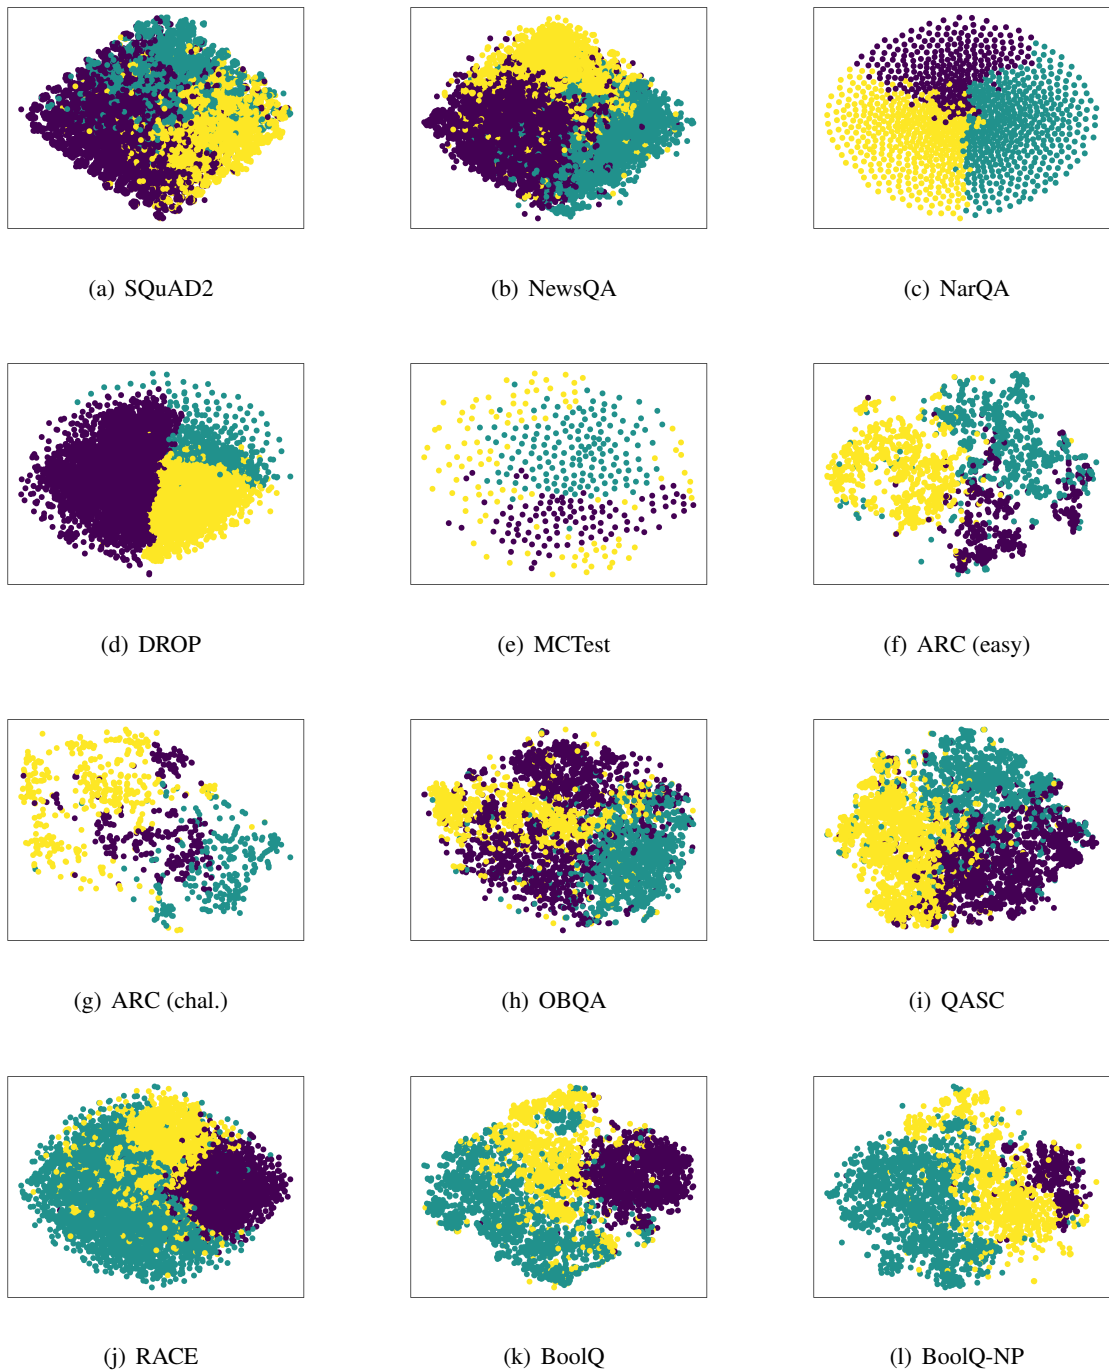 (a) SQuAD2
(b) NewsQA
(c) NarQA
(d) DROP
(e) MCTest
(f) ARC (easy)
(g) ARC (chal.)
(h) OBQA
(i) QASC
(j) RACE
(k) BoolQ
(l) BoolQ-NP